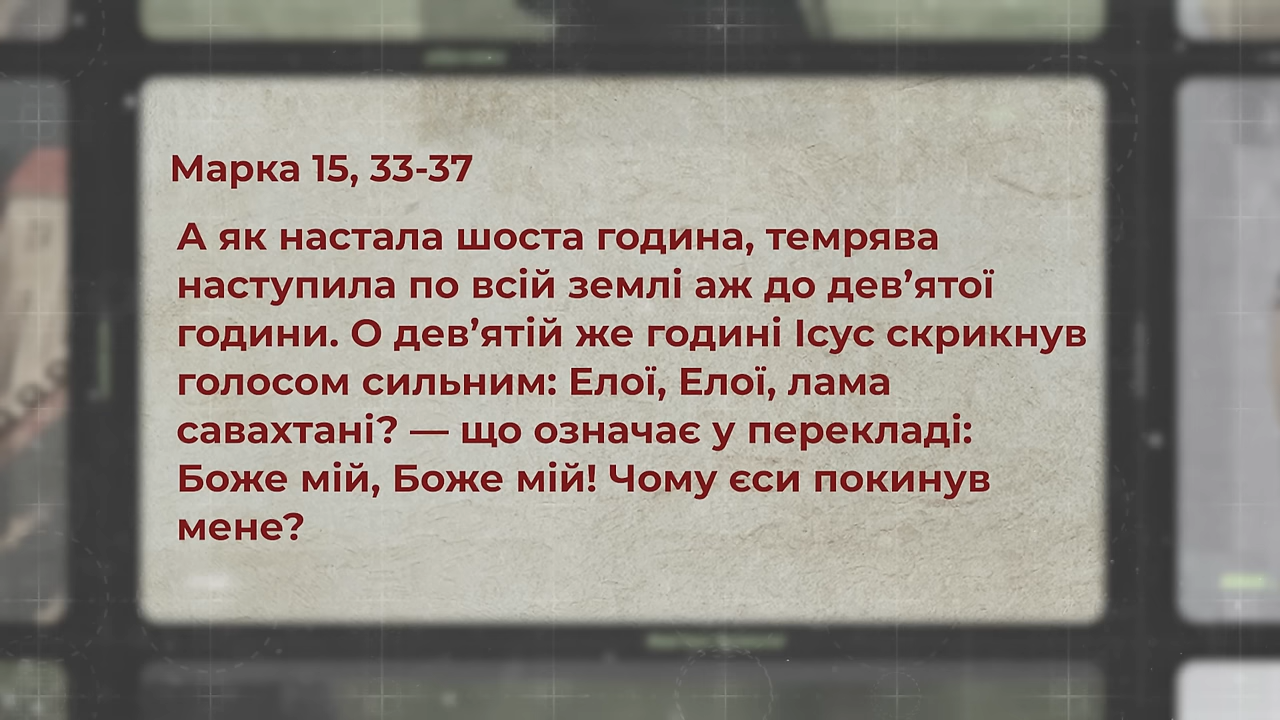 Марка 15, 33-37
А як настала шоста година, темрява
наступила по всій землі аж до дев’ятої
години. О дев’ятій же годині Ісус скрикнув
голосом сильним: Елої, Елої, лама
савахтані? — що означає у перекладі:
Боже мій, Боже мій! Чому єси покинув
мене?